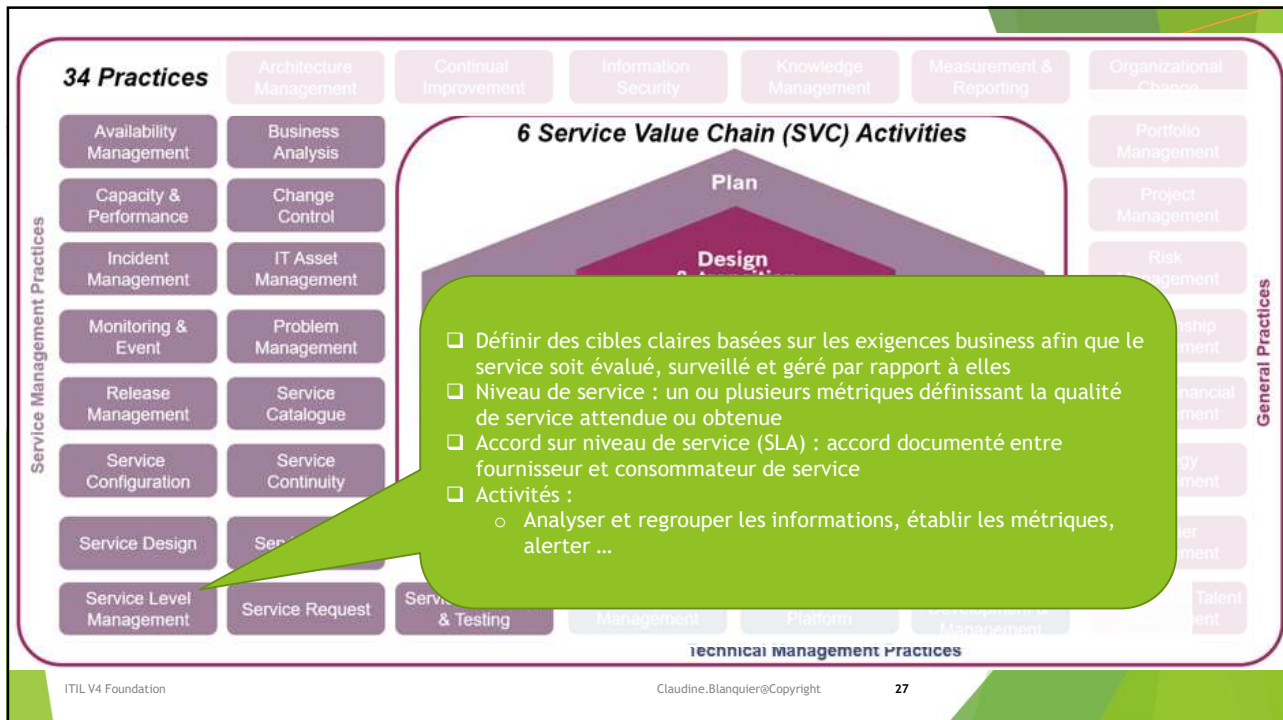 34 Practices
Architecture
Management
Continual
Improvement
Information
Security
Knowledge
Management
Measurement &
Reporting
Organizational
Change
Availability
Management
Business
Analysis
6 Service Value Chain (SVC) Activities
Portfolio
Management
Capacity &
Performance
Change
Control
Plan
Project
Management
Incident
Management
IT Asset
Management
Design
Risk
Monitoring &
Event
Problem
Management
Release
Management
Service
Catalogue
Service
Configuration
Service
Continuity
Service Design
Service Level
Management
Service Request
& Testing
Management
Platform
Management
Talent
Service Management Practices
General Practices
Technical Management Practices
❑ Définir des cibles claires basées sur les exigences business afin que le
service soit évalué, surveillé et géré par rapport à elles
❑ Niveau de service : un ou plusieurs métriques définissant la qualité
de service attendue ou obtenue
❑ Accord sur niveau de service (SLA) : accord documenté entre
fournisseur et consommateur de service
❑ Activités :
o Analyser et regrouper les informations, établir les métriques,
alerter …
ITIL V4 Foundation
Claudine.Blanquier@Copyright
27